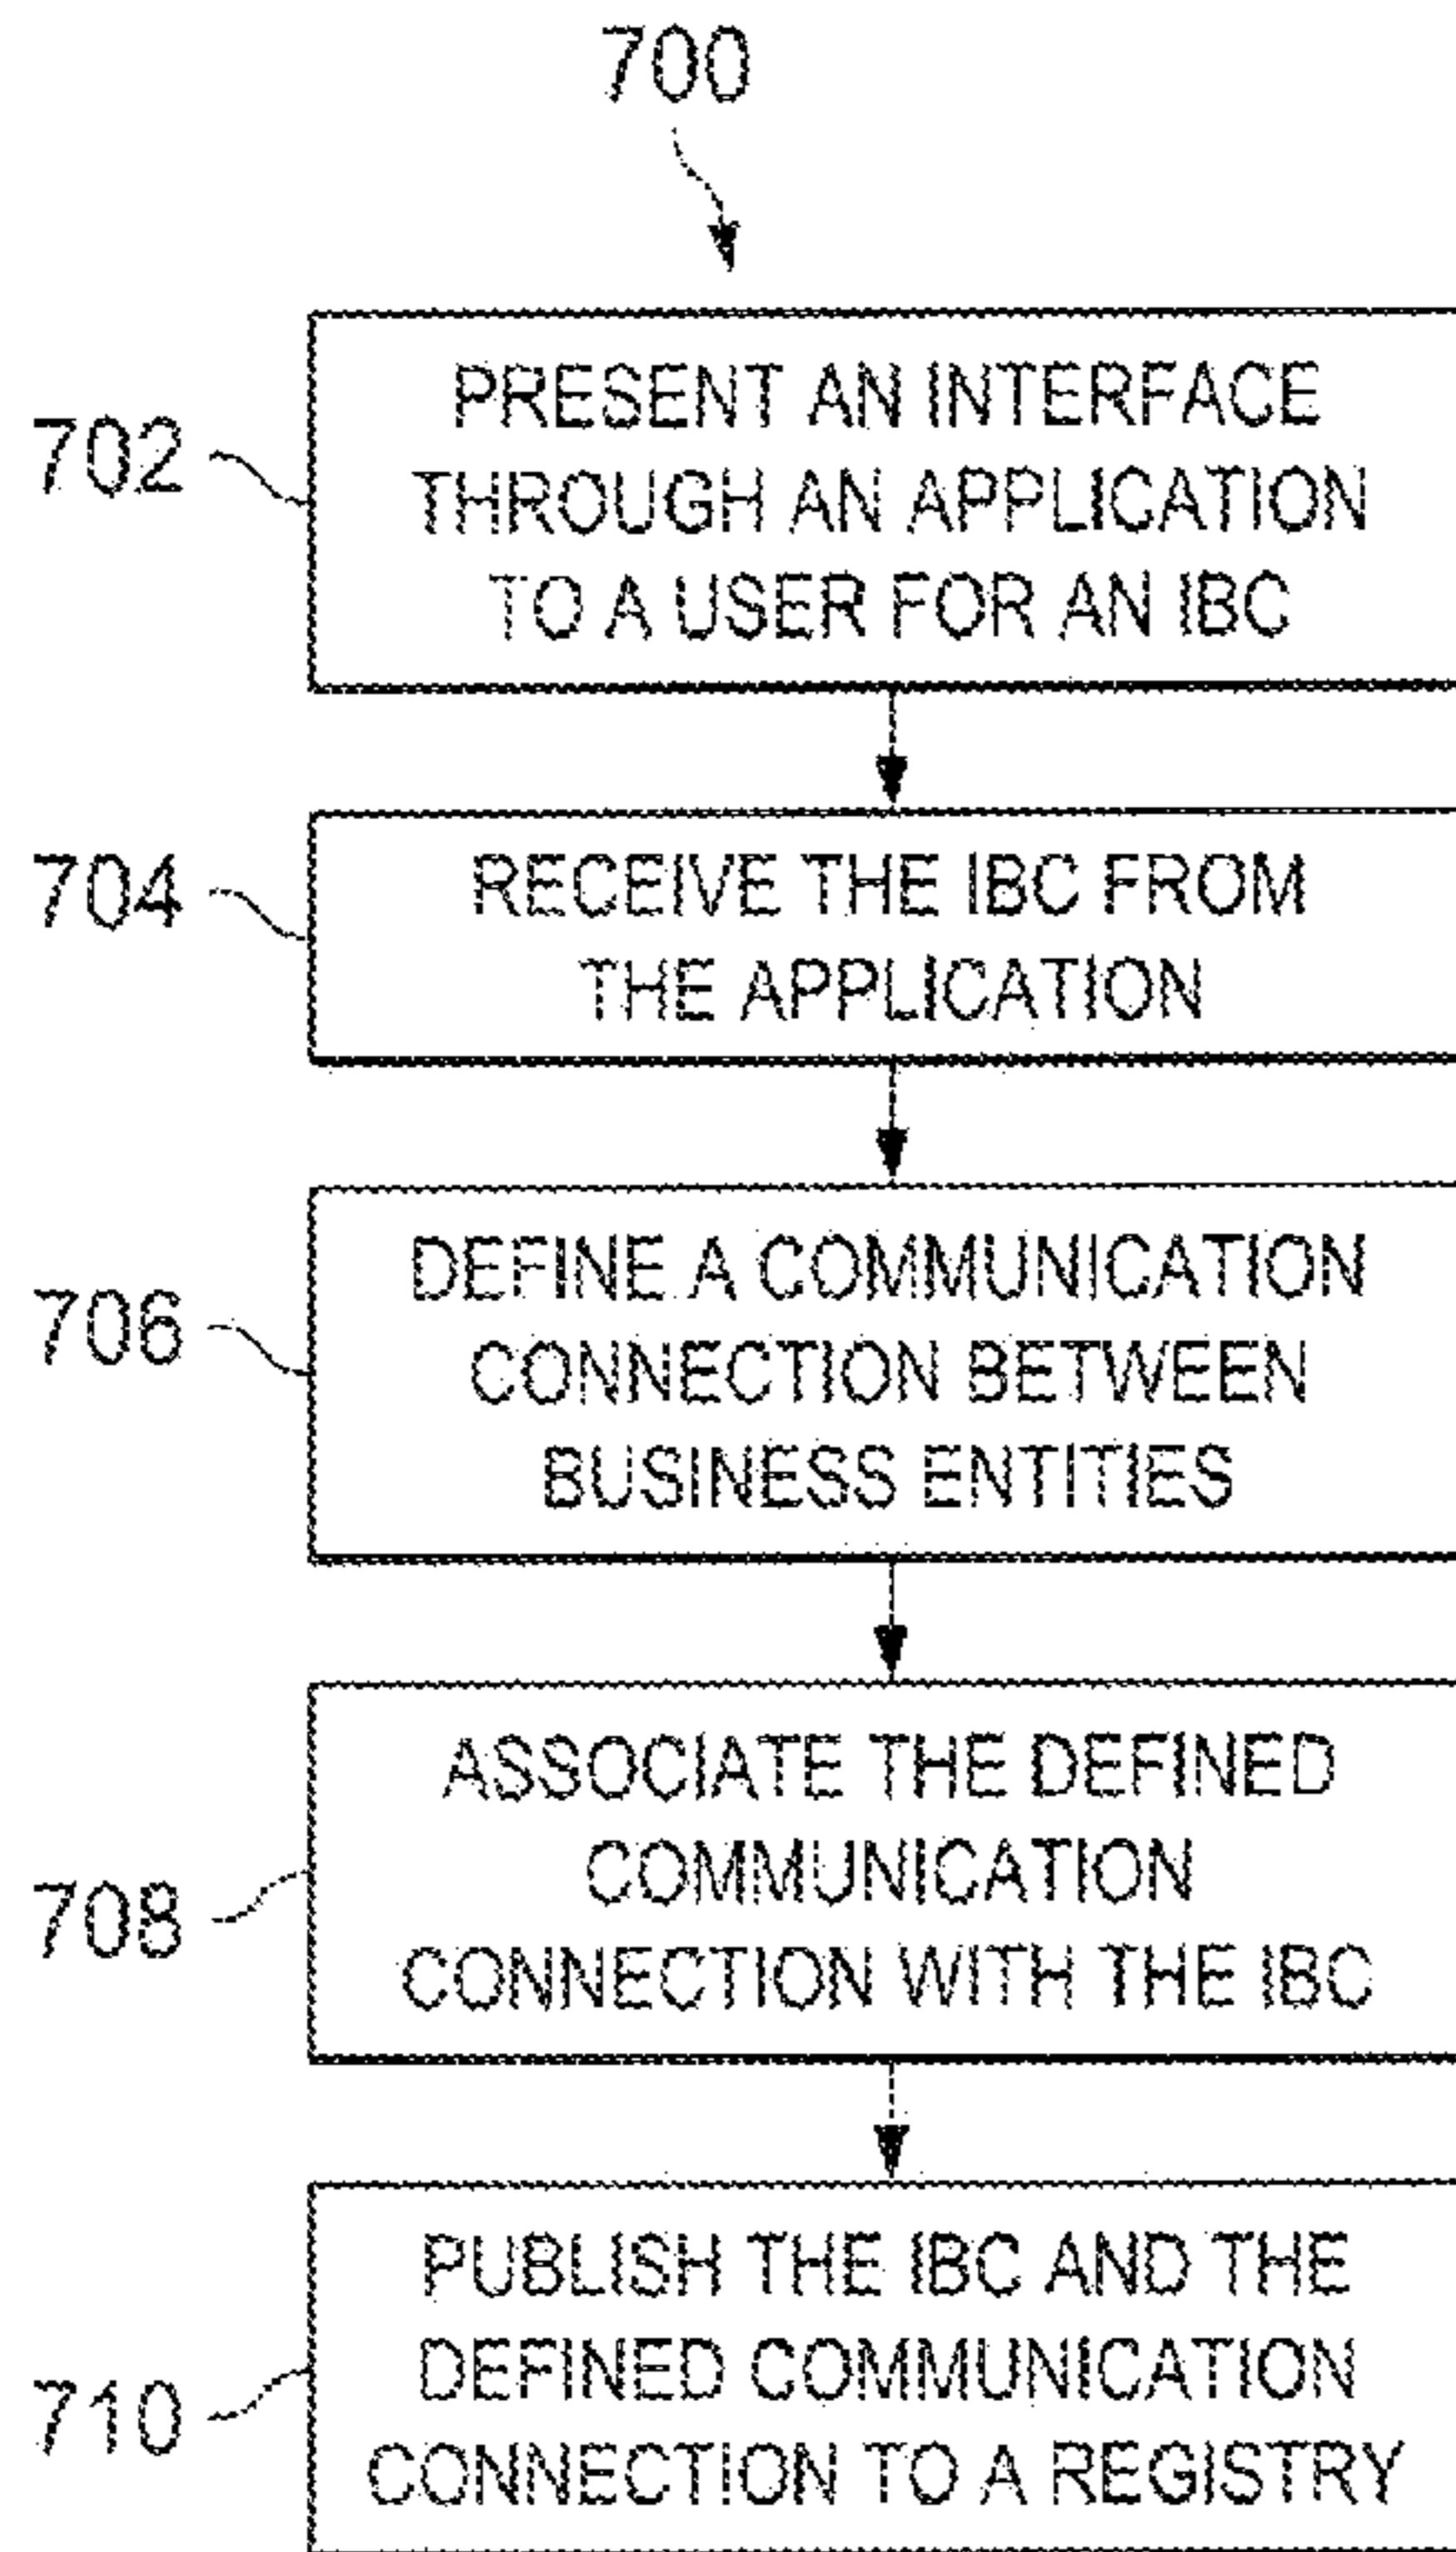 700
702
PRESENT AN INTERFACE
THROUGH AN APPLICATION
TO A USER FOR AN IBC
704
RECEIVE THE IBC FROM
THE APPLICATION
706
DEFINE A COMMUNICATION
CONNECTION BETWEEN
BUSINESS ENTITIES
708
ASSOCIATE THE DEFINED
COMMUNICATION
CONNECTION WITH THE IBC
710
PUBLISH THE IBC AND THE
DEFINED COMMUNICATION
CONNECTION TO A REGISTRY